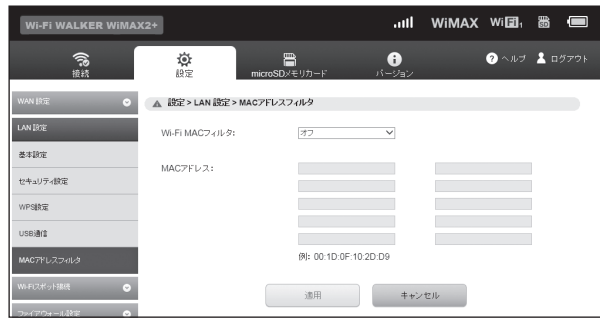 Wi-Fi WALKER WiMAX2+
WiMAX WiFi 1
接続
設定
microSDメモリカード
バージョン
ヘルプ
ログアウト
WAN 設定
設定 > LAN 設定 > MACアドレスフィルタ
LAN 設定
Wi-Fi MACフィルタ:
オフ
基本設定
MACアドレス:
セキュリティ設定
WPS設定
USB通信
MACアドレスフィルタ
例: 00:1D:0F:10:2D:D9
Wi-Fiスポット接続
適用
キャンセル
ファイアウォール設定